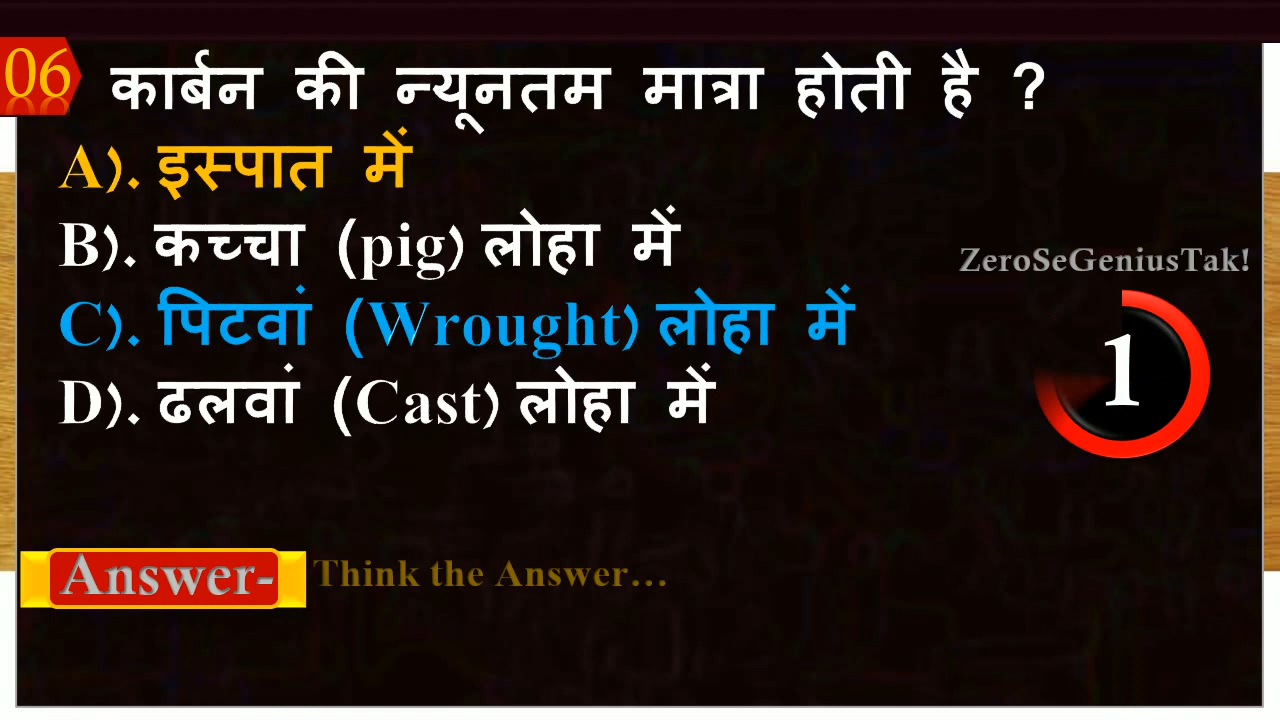 06
कार्बन की न्यूनतम मात्रा होती है ?
A). इस्पात में
B). कच्चा (pig) लोहा में
ZeroSeGeniusTak!
C). पिटवां (Wrought) लोहा में
1
D). ढलवां (Cast) लोहा में
Answer- Think the Answer...